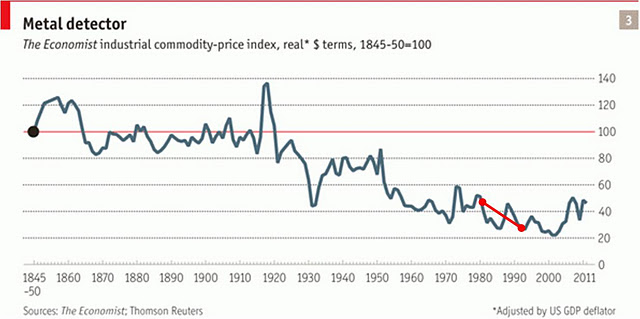 Metal detector
3
The Economist industrial commodity-price index, real* $ terms, 1845-50=100
140
120
100
80
60
40
20
0
1845 1860 1870 1880 1890 1900 1910 1920 1930 1940 1950 1960 1970 1980 1990 2000 2011
-50
Sources: The Economist; Thomson Reuters *Adjusted by US GDP deflator